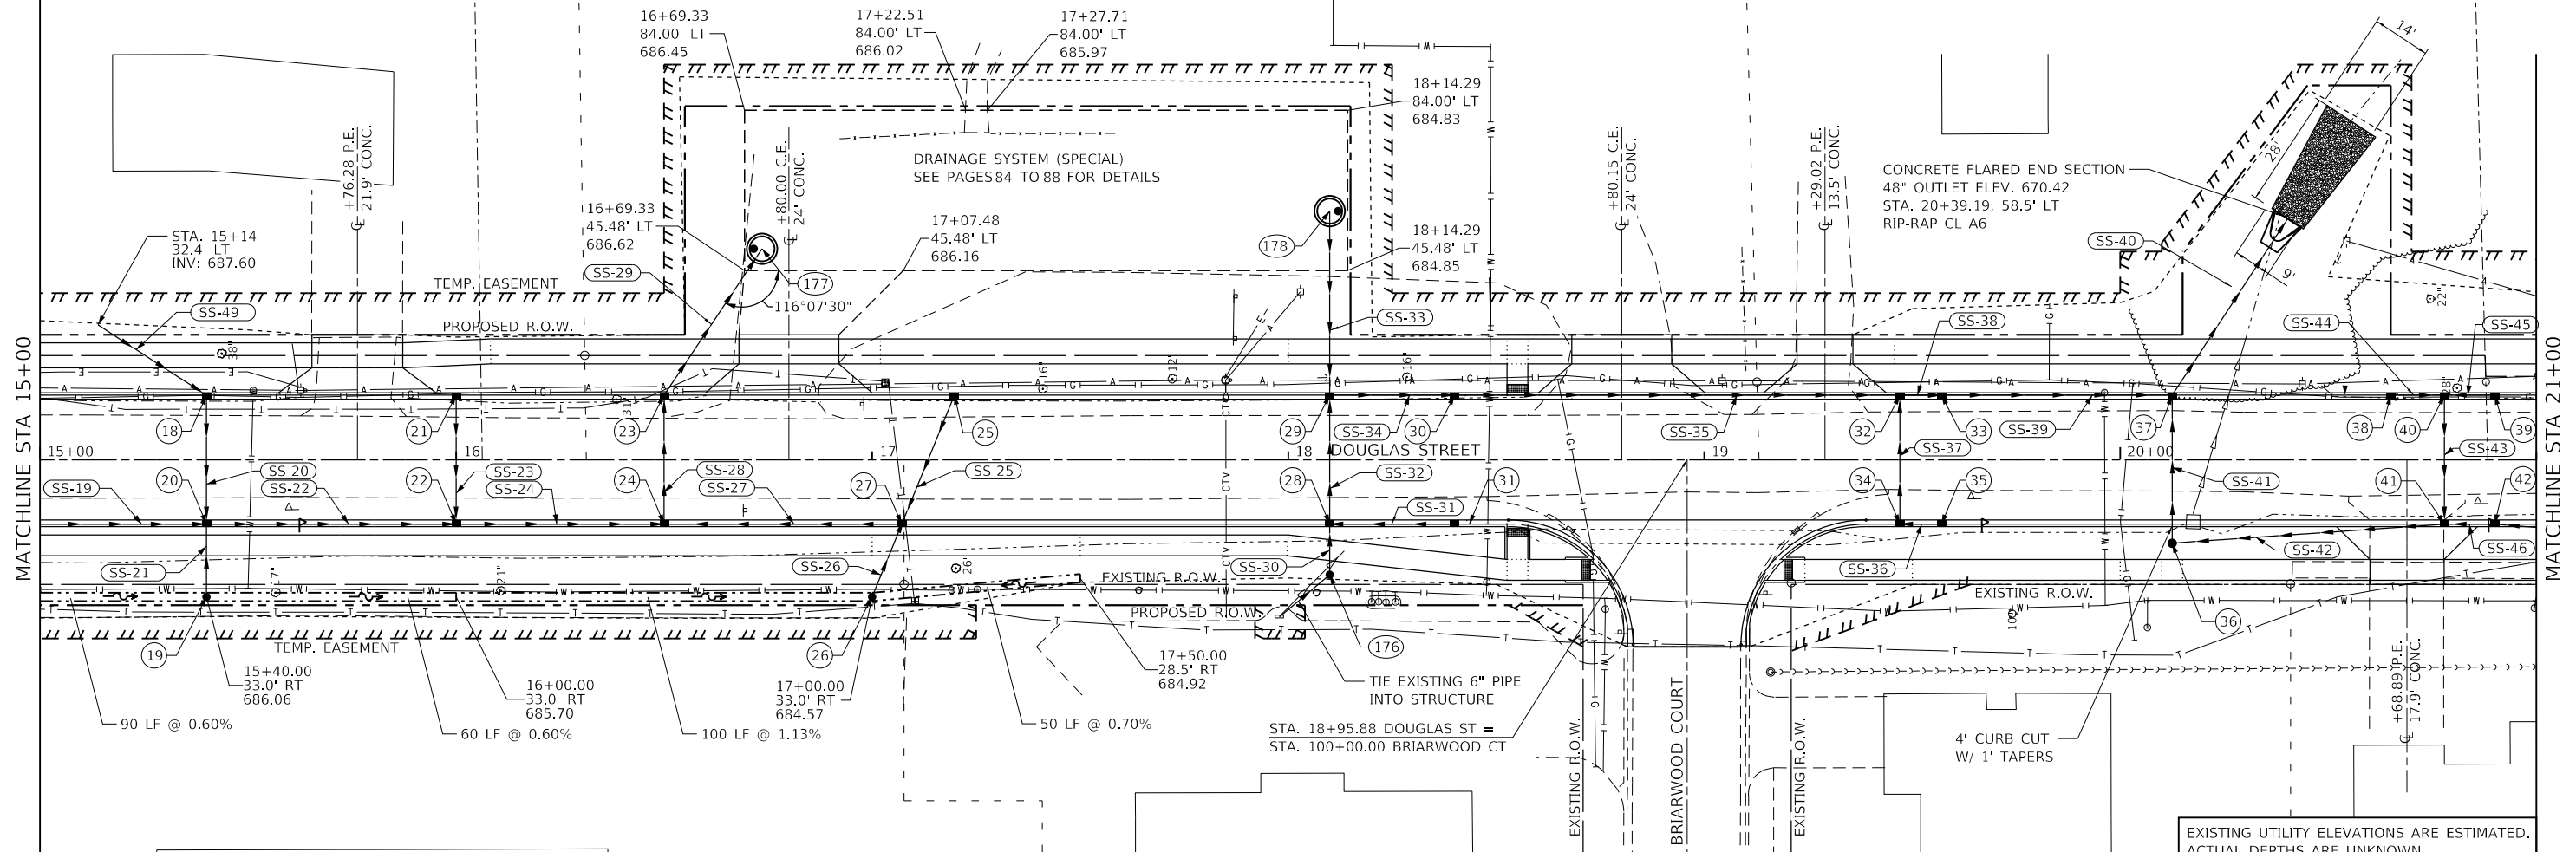 MATCHLINE STA 15+00
16+69.33
84.00' LT
686.45
17+22.51
84.00' LT
686.02
17+27.71
84.00' LT
685.97
18+14.29
84.00' LT
684.83
14'
28'
9'
+76.28 P.E.
21.9' CONC.
+80.00 C.E.
24' CONC.
+80.15 C.E.
24' CONC.
+29.02 P.E.
13.5' CONC.
DRAINAGE SYSTEM (SPECIAL)
SEE PAGES 84 TO 88 FOR DETAILS
CONCRETE FLARED END SECTION
48" OUTLET ELEV. 670.42
STA. 20+39.19, 58.5' LT
RIP-RAP CL A6
STA. 15+14
32.4' LT
INV: 687.60
16+69.33
45.48' LT
686.62
17+07.48
45.48' LT
686.16
18+14.29
45.48' LT
684.85
178
177
116°07'30"
SS-29
SS-40
SS-49
SS-33
SS-38
SS-44
SS-45
TEMP. EASEMENT
PROPOSED R.O.W.
38"
31"
16"
12"
16"
22"
18
21
23
25
29
SS-34
30
SS-35
32
33
SS-39
37
38
40
39
15+00
16
17
18
DOUGLAS STREET
19
20+00
SS-19
20
SS-20
SS-22
22
SS-23
SS-24
24
SS-28
SS-27
27
SS-25
28
SS-32
SS-31
31
34
SS-37
35
SS-41
41
SS-43
42
SS-21
SS-26
SS-30
SS-36
SS-42
SS-46
17"
21"
26"
EXISTING R.O.W.
PROPOSED R.O.W.
EXISTING R.O.W.
TEMP. EASEMENT
19
26
176
36
15+40.00
33.0' RT
686.06
16+00.00
33.0' RT
685.70
17+00.00
33.0' RT
684.57
17+50.00
28.5' RT
684.92
90 LF @ 0.60%
60 LF @ 0.60%
100 LF @ 1.13%
50 LF @ 0.70%
TIE EXISTING 6" PIPE
INTO STRUCTURE
STA. 18+95.88 DOUGLAS ST =
STA. 100+00.00 BRIARWOOD CT
EXISTING R.O.W.
BRIARWOOD COURT
EXISTING R.O.W.
4' CURB CUT
W/ 1' TAPERS
+68.89 P.E.
17.9' CONC.
EXISTING UTILITY ELEVATIONS ARE ESTIMATED.
ACTUAL DEPTHS ARE UNKNOWN
MATCHLINE STA 21+00